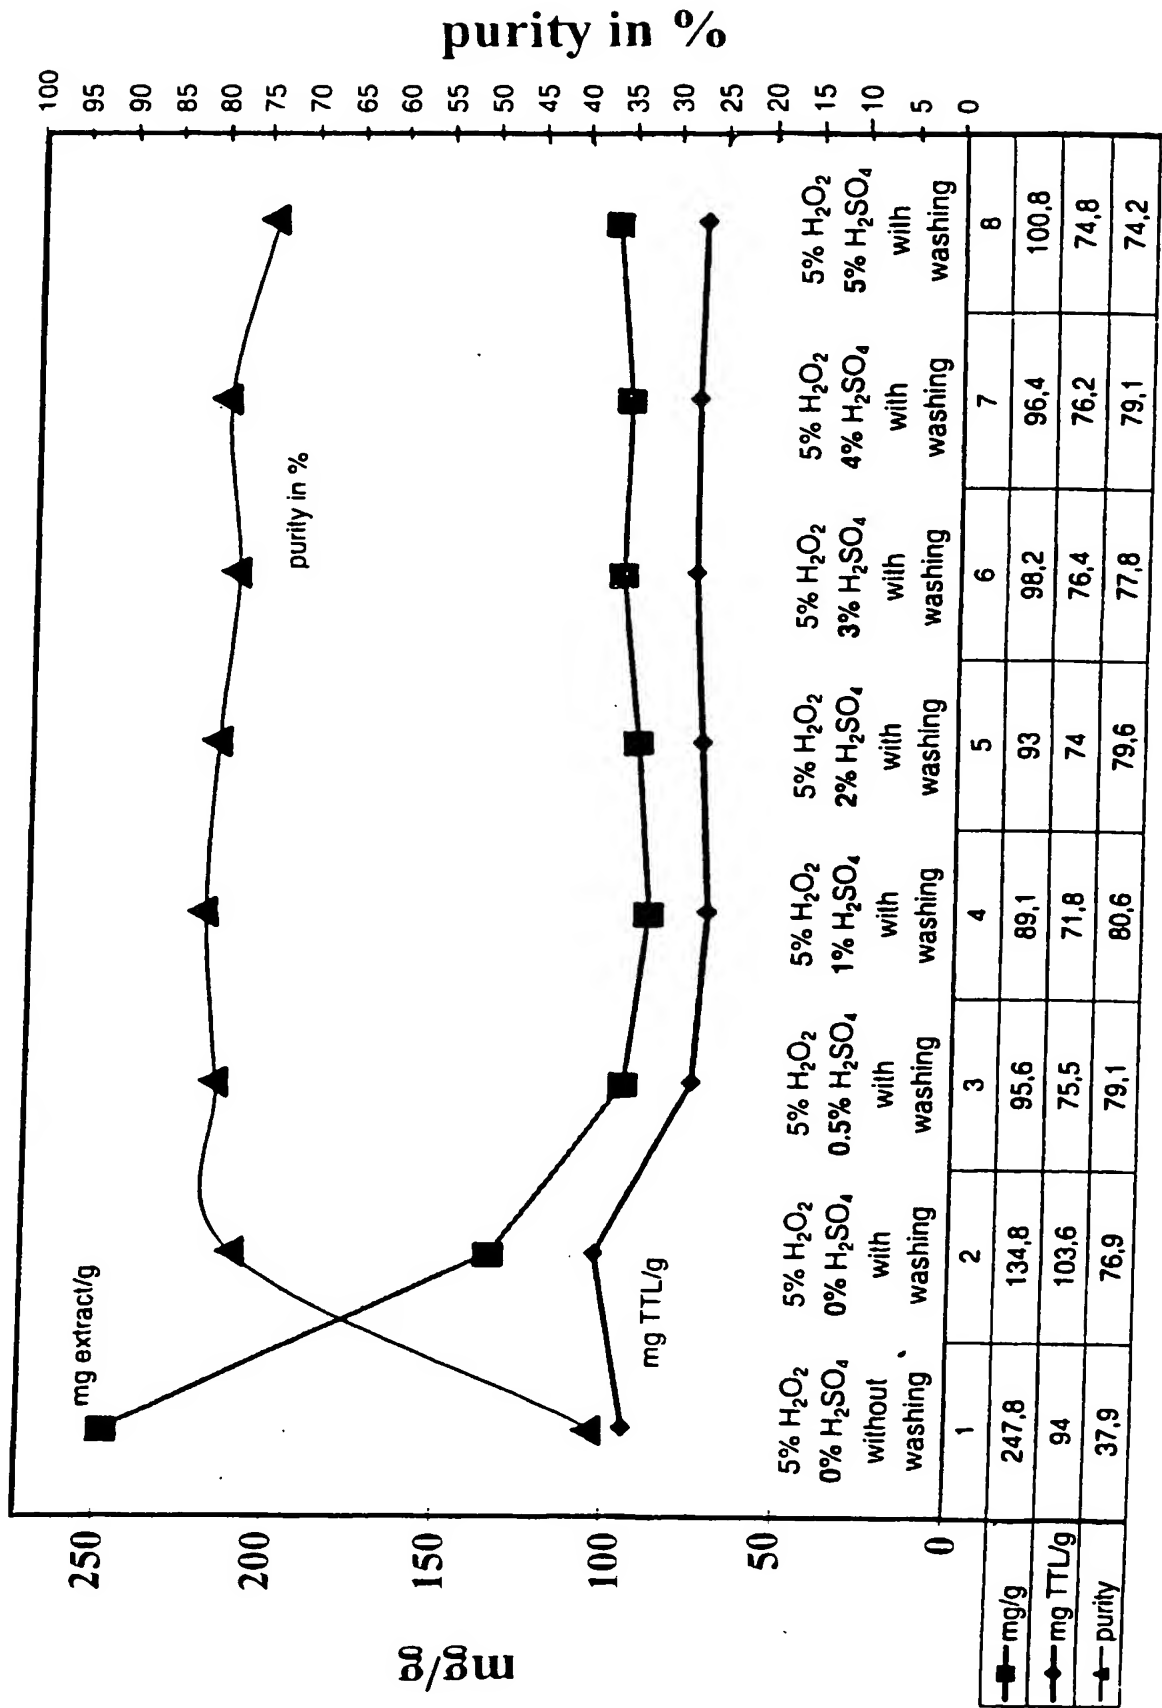 purity in %
100
95
90
85
80
75
70
65
60
55
50
45
40
35
30
25
20
15
10
5
0
mg/g
250
200
150
100
50
0
mg extract/g
purity in %
mg TTL/g
5% H₂O₂
0% H₂SO₄
without
washing
5% H₂O₂
0% H₂SO₄
with
washing
5% H₂O₂
0.5% H₂SO₄
with
washing
5% H₂O₂
1% H₂SO₄
with
washing
5% H₂O₂
2% H₂SO₄
with
washing
5% H₂O₂
3% H₂SO₄
with
washing
5% H₂O₂
4% H₂SO₄
with
washing
5% H₂O₂
5% H₂SO₄
with
washing
1 2 3 4 5 6 7 8
mg/g 247,8 134,8 95,6 89,1 93 98,2 96,4 100,8
mg TTL/g 94 103,6 75,5 71,8 74 76,4 76,2 74,8
purity 37,9 76,9 79,1 80,6 79,6 77,8 79,1 74,2